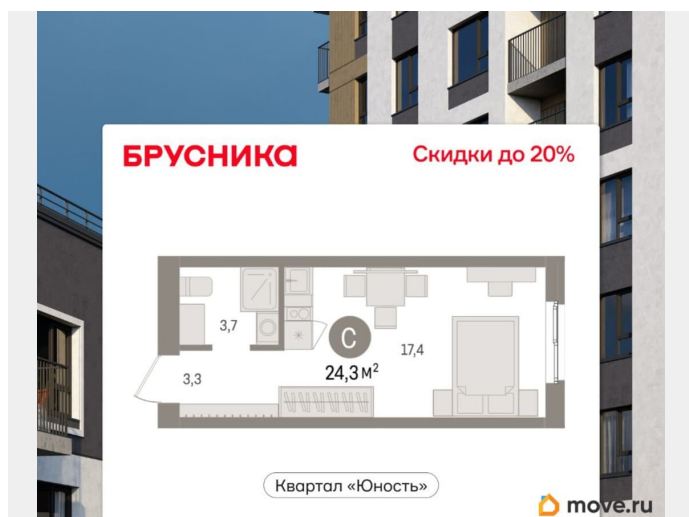 БРУСНИКА
Скидки до 20%
3,7
С
17,4
3,3
24,3 м²
Квартал «Юность»
move.ru